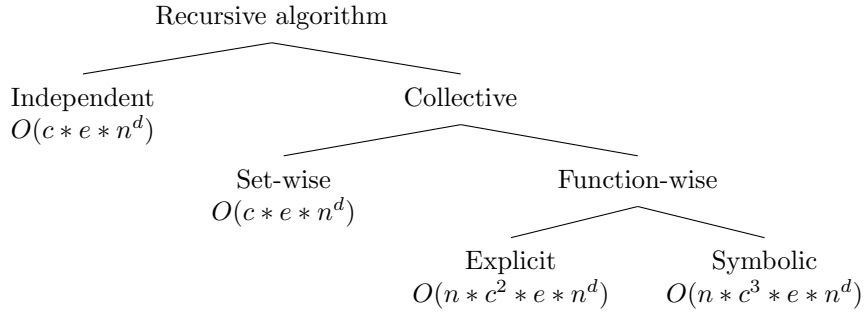 Recursive algorithm
Independent
Collective
O(c ∗ e ∗ n^d)
Set-wise
Function-wise
O(c ∗ e ∗ n^d)
Explicit
Symbolic
O(n ∗ c^2 ∗ e ∗ n^d)
O(n ∗ c^3 ∗ e ∗ n^d)